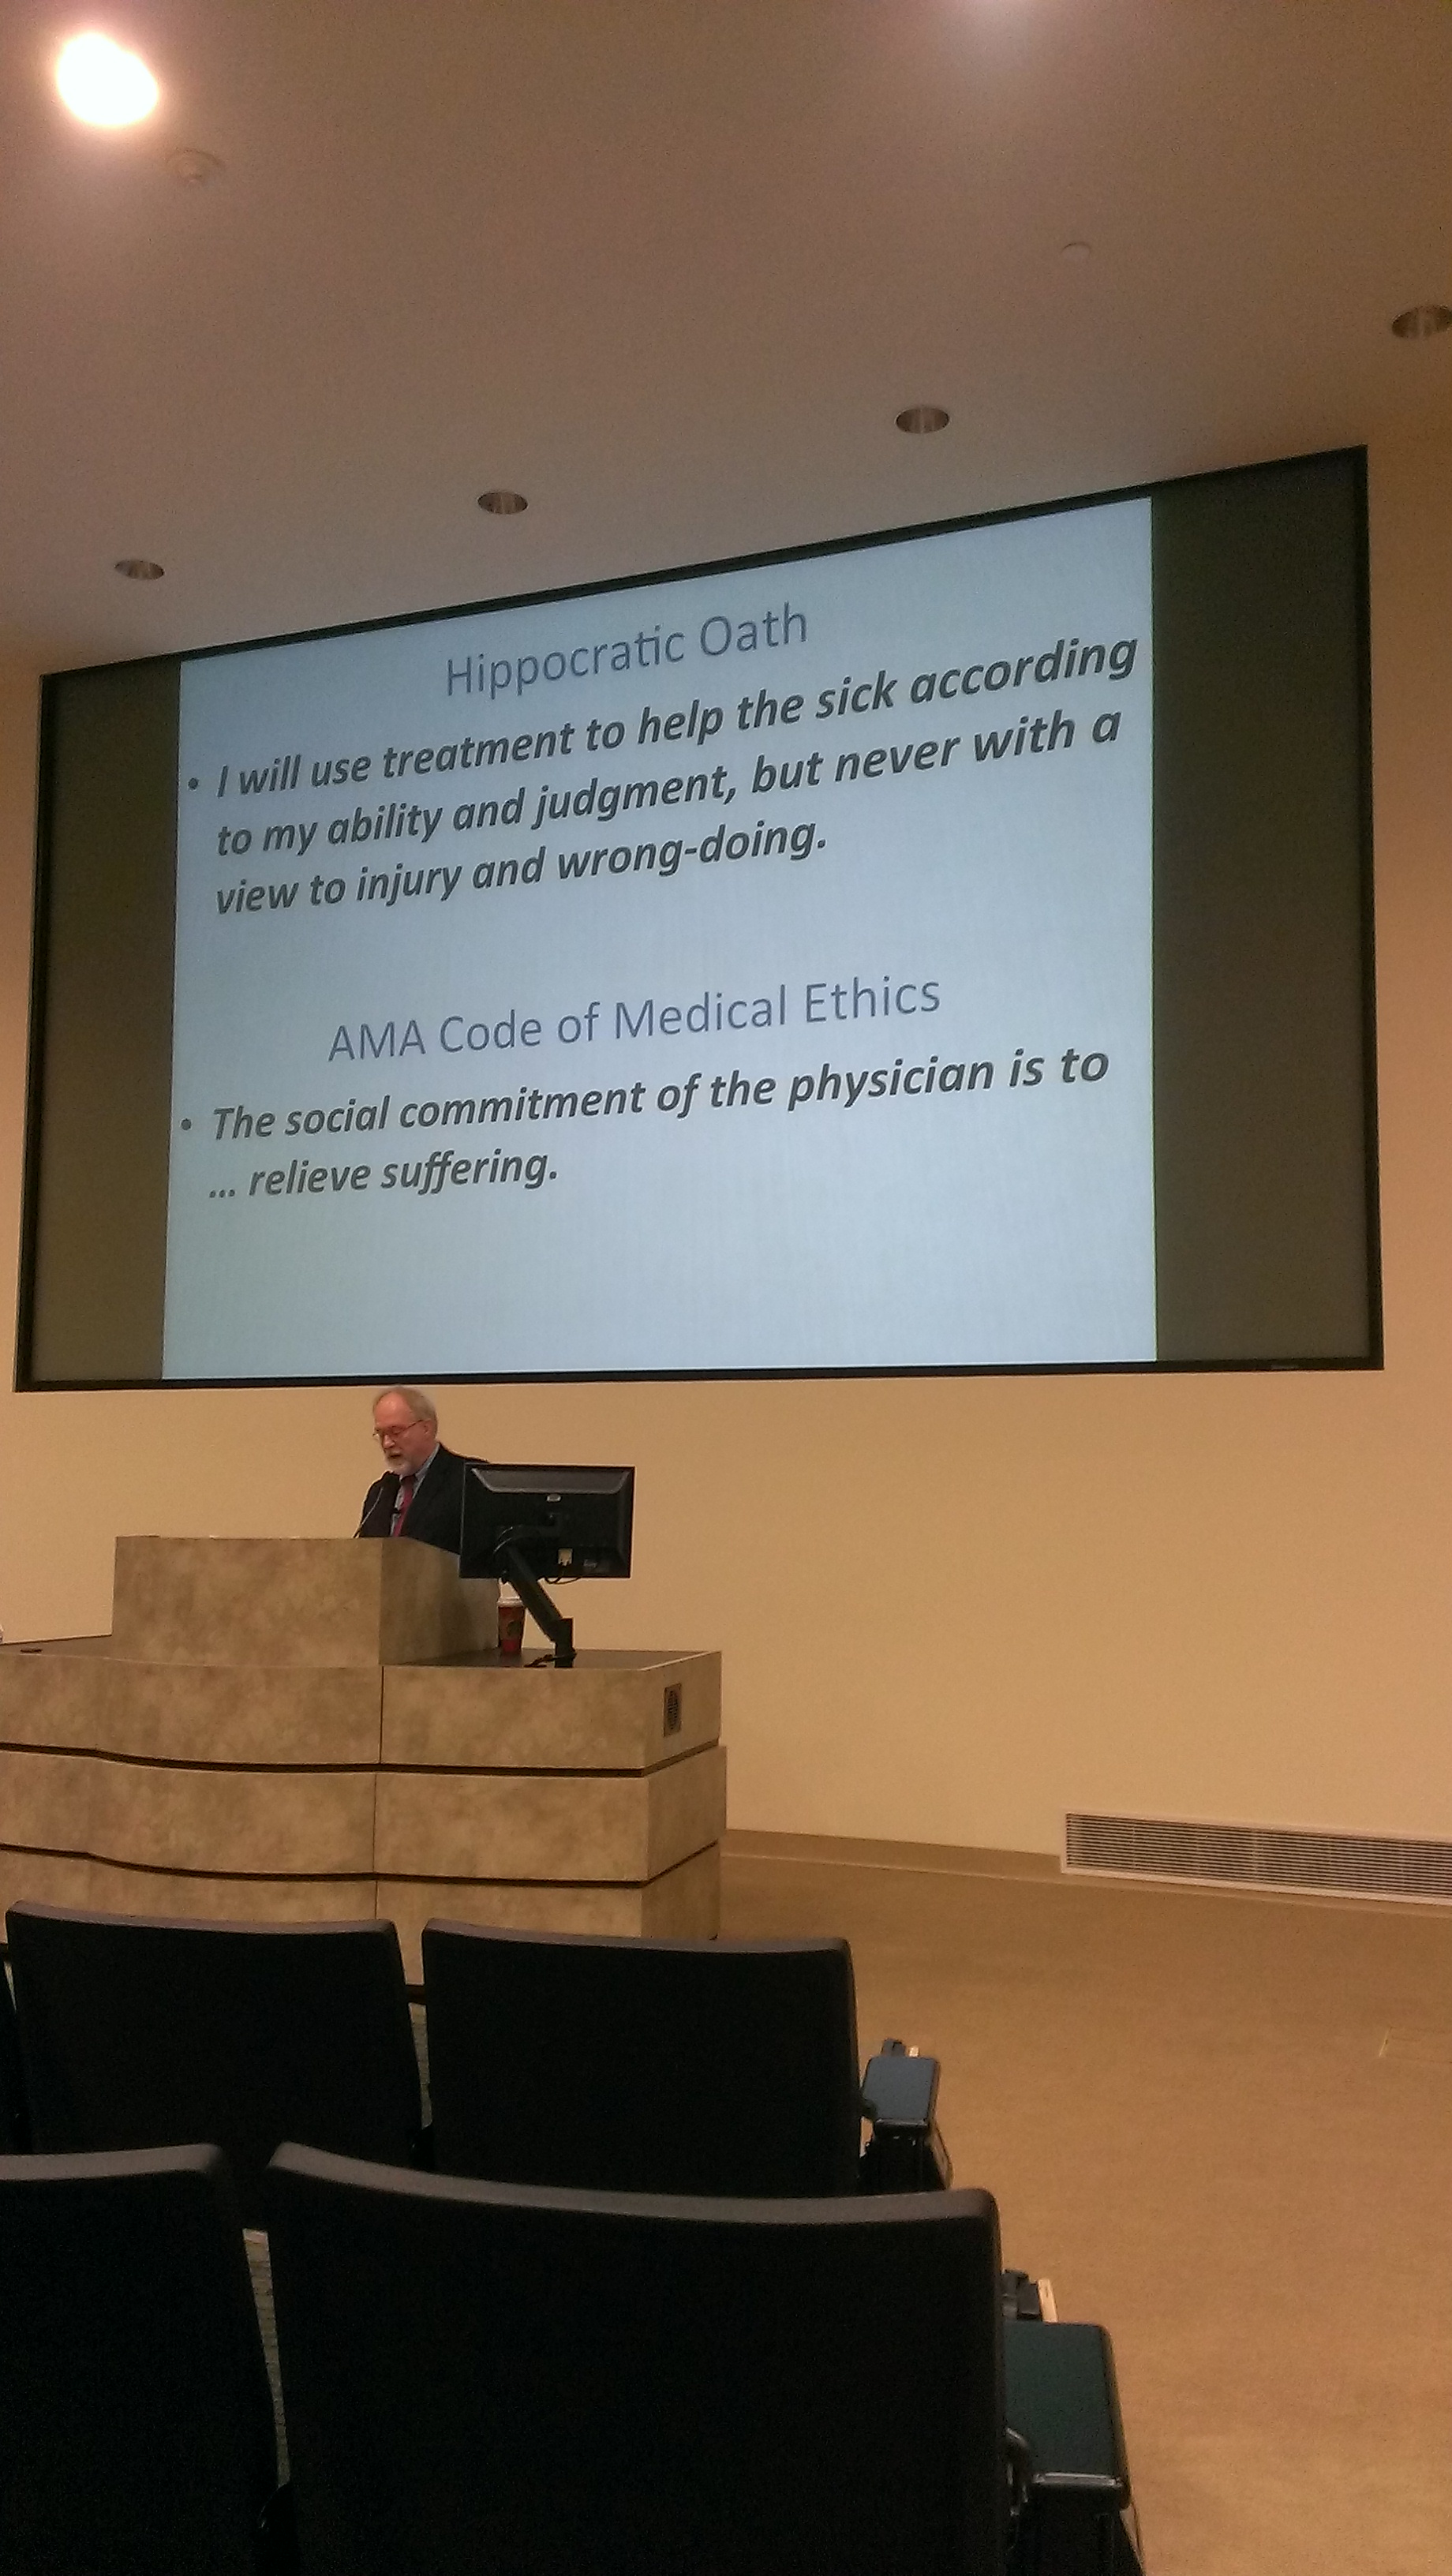 Hippocratic Oath
• I will use treatment to help the sick according
to my ability and judgment, but never with a
view to injury and wrong-doing.
AMA Code of Medical Ethics
• The social commitment of the physician is to
... relieve suffering.